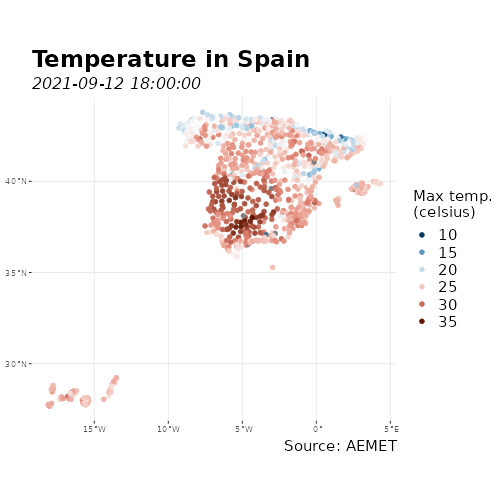 Temperature in Spain
2021-09-12 18:00:00
40°N
35°N
30°N
15°W
10°W
5°W
0°
5°E
Max temp.
(celsius)
10
15
20
25
30
35
Source: AEMET